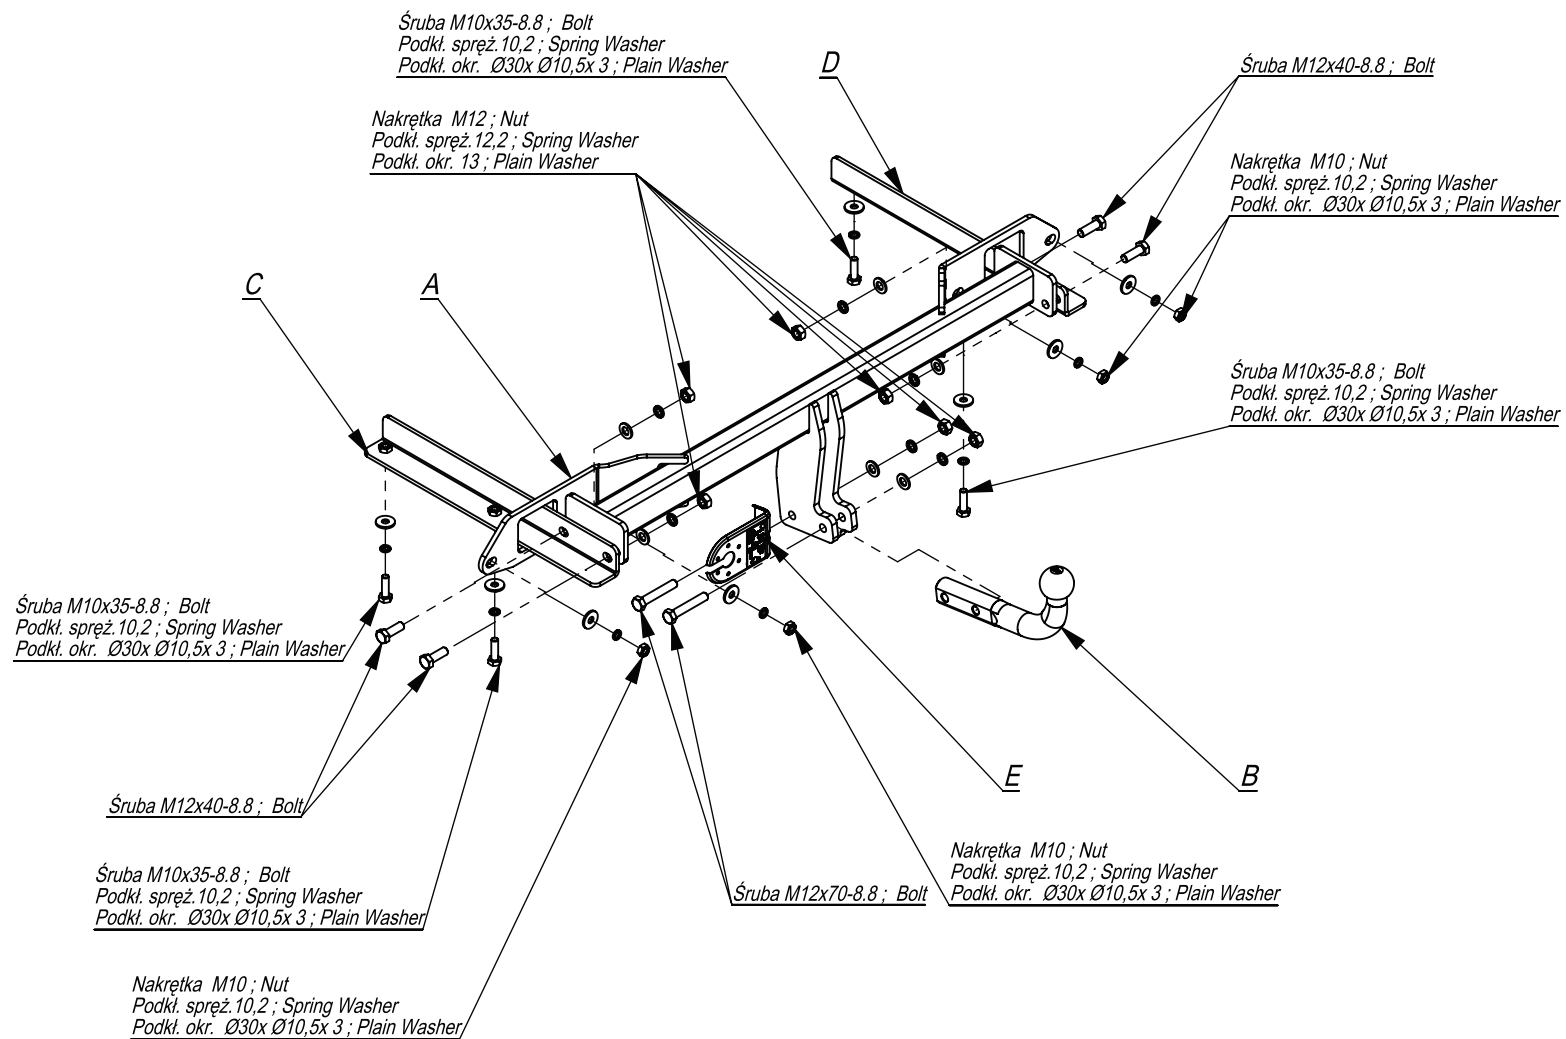 Śruba M10x35-8.8 ; Bolt
Podkł. spręż.10,2 ; Spring Washer
Podkł. okr. Ø30x Ø10,5x 3 ; Plain Washer
D
Śruba M12x40-8.8 ; Bolt
Nakrętka M12 ; Nut
Podkł. spręż.12,2 ; Spring Washer
Podkł. okr. 13 ; Plain Washer
Nakrętka M10 ; Nut
Podkł. spręż.10,2 ; Spring Washer
Podkł. okr. Ø30x Ø10,5x 3 ; Plain Washer
C
A
Śruba M10x35-8.8 ; Bolt
Podkł. spręż.10,2 ; Spring Washer
Podkł. okr. Ø30x Ø10,5x 3 ; Plain Washer
Śruba M10x35-8.8 ; Bolt
Podkł. spręż.10,2 ; Spring Washer
Podkł. okr. Ø30x Ø10,5x 3 ; Plain Washer
E
B
Śruba M12x40-8.8 ; Bolt
Śruba M10x35-8.8 ; Bolt
Podkł. spręż.10,2 ; Spring Washer
Podkł. okr. Ø30x Ø10,5x 3 ; Plain Washer
Śruba M12x70-8.8 ; Bolt
Nakrętka M10 ; Nut
Podkł. spręż.10,2 ; Spring Washer
Podkł. okr. Ø30x Ø10,5x 3 ; Plain Washer
Nakrętka M10 ; Nut
Podkł. spręż.10,2 ; Spring Washer
Podkł. okr. Ø30x Ø10,5x 3 ; Plain Washer